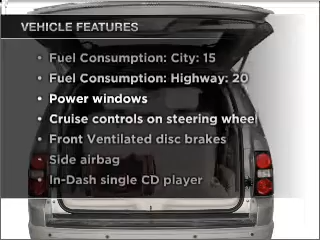 VEHICLE FEATURES
• Fuel Consumption: City: 15
• Fuel Consumption: Highway: 20
• Power windows
• Cruise controls on steering wheel
• Front Ventilated disc brakes
• Side airbag
• In-Dash single CD player